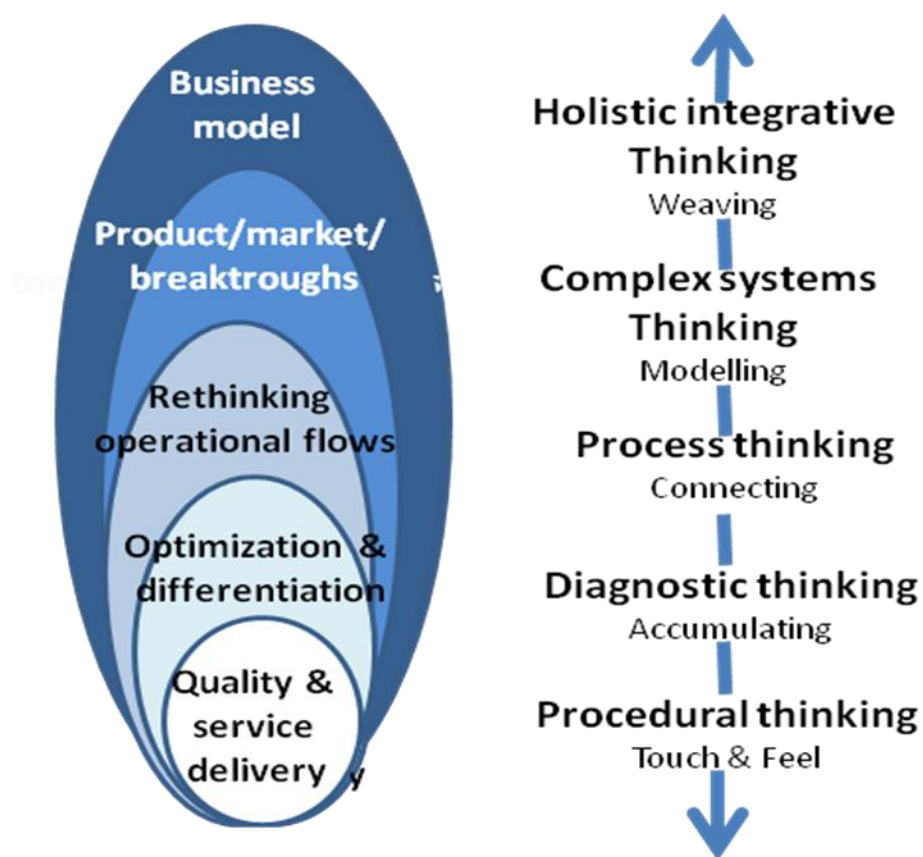 Business
model
Product/market/
breaktroughs
Rethinking
operational flows
Optimization &
differentiation
Quality &
service
delivery
y
Holistic integrative
Thinking
Weaving
Complex systems
Thinking
Modelling
Process thinking
Connecting
Diagnostic thinking
Accumulating
Procedural thinking
Touch & Feel